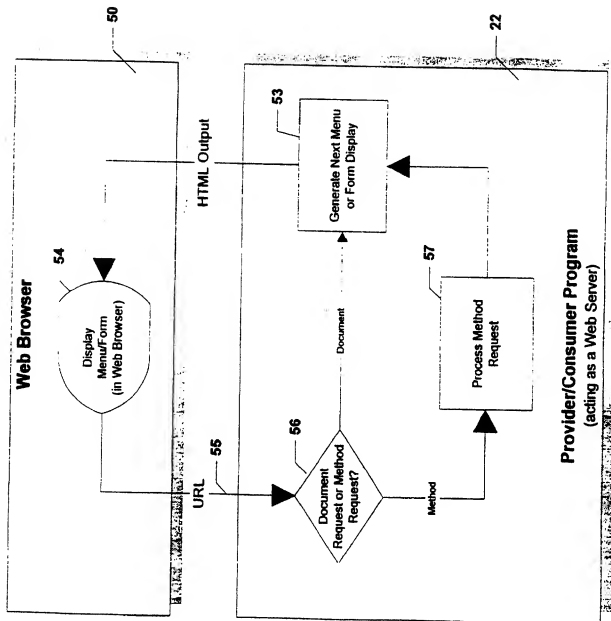 Web Browser
50
54
Display
Menu/Form
(in Web Browser)
URL
55
HTML Output
22
56
Document
Request or Method
Request?
Document
Method
53
Generate Next Menu
or Form Display
57
Process Method
Request
Provider/Consumer Program
(acting as a Web Server)